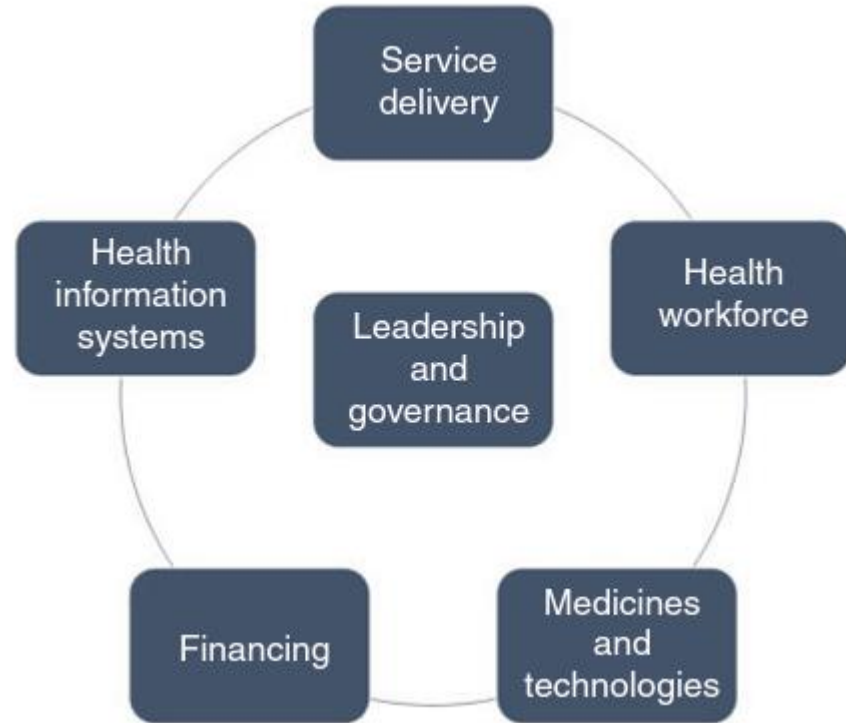 Service
delivery
Health
information
systems
Health
workforce
Leadership
and
governance
Financing
Medicines
and
technologies